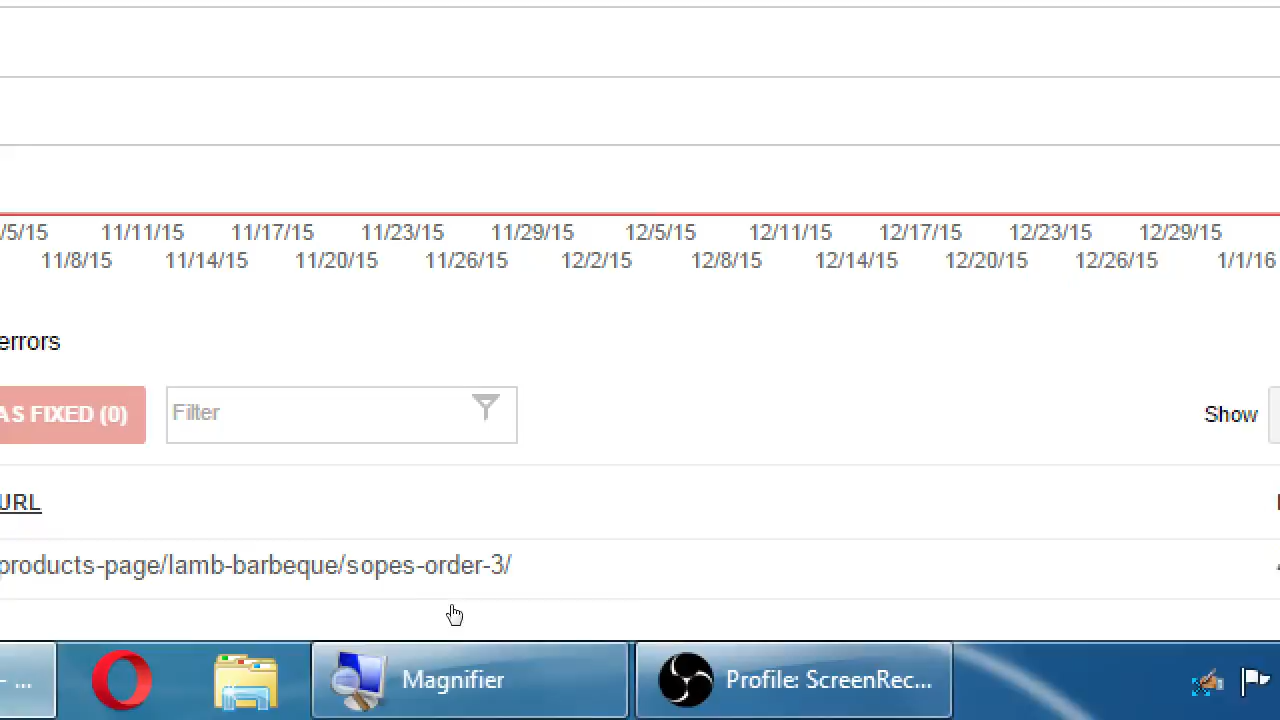 /5/15 11/11/15 11/17/15 11/23/15 11/29/15 12/5/15 12/11/15 12/17/15 12/23/15 12/29/15
11/8/15 11/14/15 11/20/15 11/26/15 12/2/15 12/8/15 12/14/15 12/20/15 12/26/15 1/1/16
errors
AS FIXED (0) Filter Show
URL
products-page/lamb-barbeque/sopes-order-3/
- ... Magnifier Profile: ScreenRec...